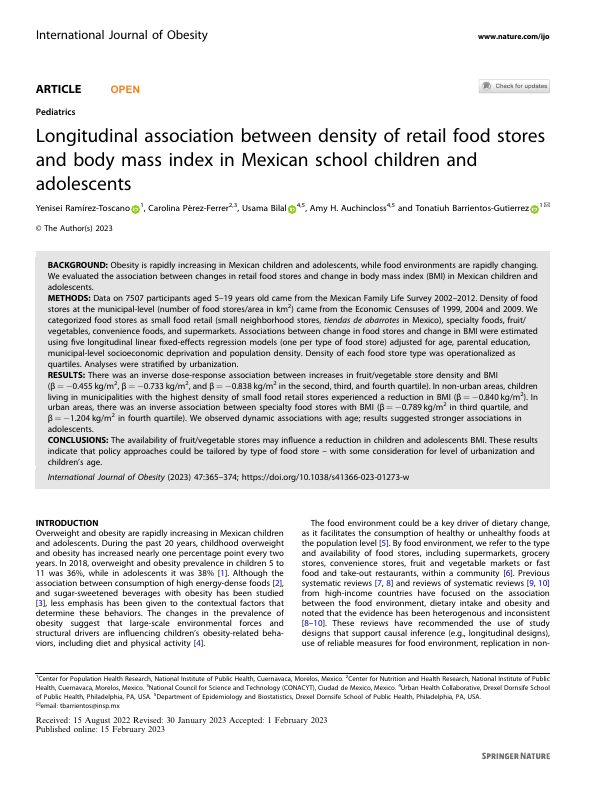 International Journal of Obesity
www.nature.com/ijo
ARTICLE OPEN
Check for updates
Pediatrics
Longitudinal association between density of retail food stores
and body mass index in Mexican school children and
adolescents
Yenisei Ramírez-Toscano 1, Carolina Pèrez-Ferrer2,3, Usama Bilal 4,5, Amy H. Auchincloss4,5 and Tonatiuh Barrientos-Gutierrez 1✉
© The Author(s) 2023
BACKGROUND: Obesity is rapidly increasing in Mexican children and adolescents, while food environments are rapidly changing.
We evaluated the association between changes in retail food stores and change in body mass index (BMI) in Mexican children and
adolescents.
METHODS: Data on 7507 participants aged 5–19 years old came from the Mexican Family Life Survey 2002–2012. Density of food
stores at the municipal-level (number of food stores/area in km2) came from the Economic Censuses of 1999, 2004 and 2009. We
categorized food stores as small food retail (small neighborhood stores, tiendas de abarrotes in Mexico), specialty foods, fruit/
vegetables, convenience foods, and supermarkets. Associations between change in food stores and change in BMI were estimated
using five longitudinal linear fixed-effects regression models (one per type of food store) adjusted for age, parental education,
municipal-level socioeconomic deprivation and population density. Density of each food store type was operationalized as
quartiles. Analyses were stratified by urbanization.
RESULTS: There was an inverse dose-response association between increases in fruit/vegetable store density and BMI
(β = −0.455 kg/m2, β = −0.733 kg/m2, and β = −0.838 kg/m2 in the second, third, and fourth quartile). In non-urban areas, children
living in municipalities with the highest density of small food retail stores experienced a reduction in BMI (β = −0.840 kg/m2). In
urban areas, there was an inverse association between specialty food stores with BMI (β = −0.789 kg/m2 in third quartile, and
β = −1.204 kg/m2 in fourth quartile). We observed dynamic associations with age; results suggested stronger associations in
adolescents.
CONCLUSIONS: The availability of fruit/vegetable stores may influence a reduction in children and adolescents BMI. These results
indicate that policy approaches could be tailored by type of food store – with some consideration for level of urbanization and
children's age.
International Journal of Obesity (2023) 47:365–374; https://doi.org/10.1038/s41366-023-01273-w
INTRODUCTION
Overweight and obesity are rapidly increasing in Mexican children
and adolescents. During the past 20 years, childhood overweight
and obesity has increased nearly one percentage point every two
years. In 2018, overweight and obesity prevalence in children 5 to
11 was 36%, while in adolescents it was 38% [1]. Although the
association between consumption of high energy-dense foods [2],
and sugar-sweetened beverages with obesity has been studied
[3], less emphasis has been given to the contextual factors that
determine these behaviors. The changes in the prevalence of
obesity suggest that large-scale environmental forces and
structural drivers are influencing children's obesity-related beha-
viors, including diet and physical activity [4].
The food environment could be a key driver of dietary change,
as it facilitates the consumption of healthy or unhealthy foods at
the population level [5]. By food environment, we refer to the type
and availability of food stores, including supermarkets, grocery
stores, convenience stores, fruit and vegetable markets or fast
food and take-out restaurants, within a community [6]. Previous
systematic reviews [7, 8] and reviews of systematic reviews [9, 10]
from high-income countries have focused on the association
between the food environment, dietary intake and obesity and
noted that the evidence has been heterogenous and inconsistent
[8–10]. These reviews have recommended the use of study
designs that support causal inference (e.g., longitudinal designs),
use of reliable measures for food environment, replication in non-
1Center for Population Health Research, National Institute of Public Health, Cuernavaca, Morelos, Mexico. 2Center for Nutrition and Health Research, National Institute of Public
Health, Cuernavaca, Morelos, Mexico. 3National Council for Science and Technology (CONACYT), Ciudad de Mexico, Mexico. 4Urban Health Collaborative, Drexel Dornsife School
of Public Health, Philadelphia, PA, USA. 5Department of Epidemiology and Biostatistics, Drexel Dornsife School of Public Health, Philadelphia, PA, USA.
✉email: tbarrientos@insp.mx
Received: 15 August 2022 Revised: 30 January 2023 Accepted: 1 February 2023
Published online: 15 February 2023
SPRINGER NATURE